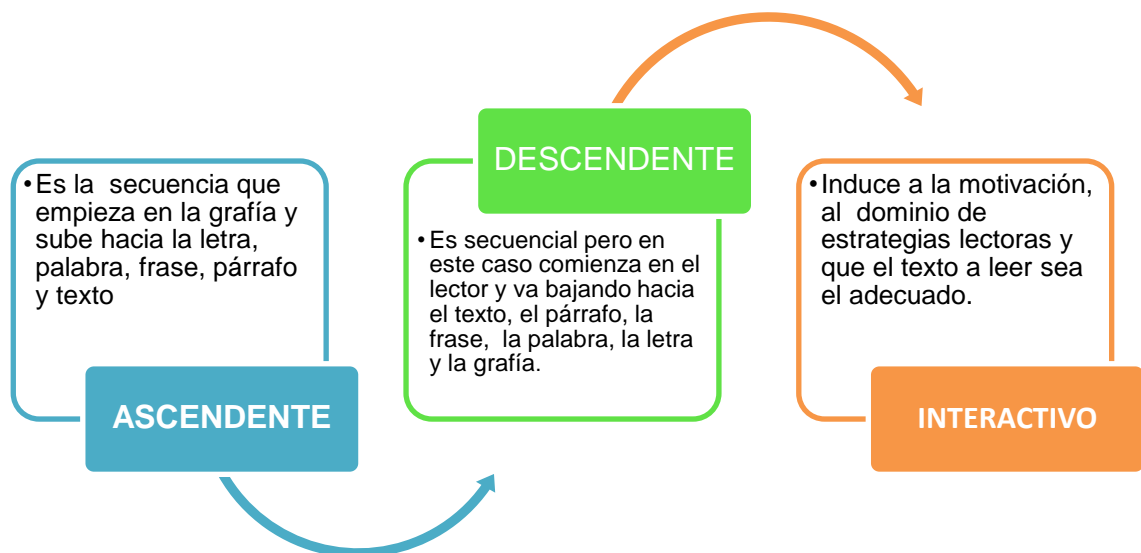 •Es la  secuencia que
empieza en la grafía y
sube hacia la letra,
palabra, frase, párrafo
y texto
ASCENDENTE
DESCENDENTE
•Es secuencial pero en
este caso comienza en el
lector y va bajando hacia
el texto, el párrafo, la
frase,  la palabra, la letra
y la grafía.
•Induce a la motivación,
al  dominio de
estrategias lectoras y
que el texto a leer sea
el adecuado.
INTERACTIVO